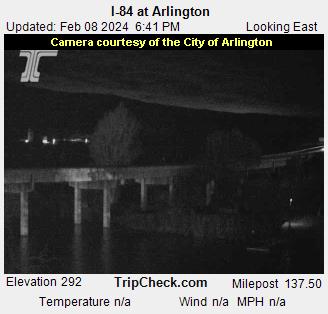 I-84 at Arlington
Updated: Feb 08 2024 6:41 PM Looking East
Camera courtesy of the City of Arlington
Elevation 292 TripCheck.com Milepost 137.50
Temperature n/a Wind n/a MPH n/a